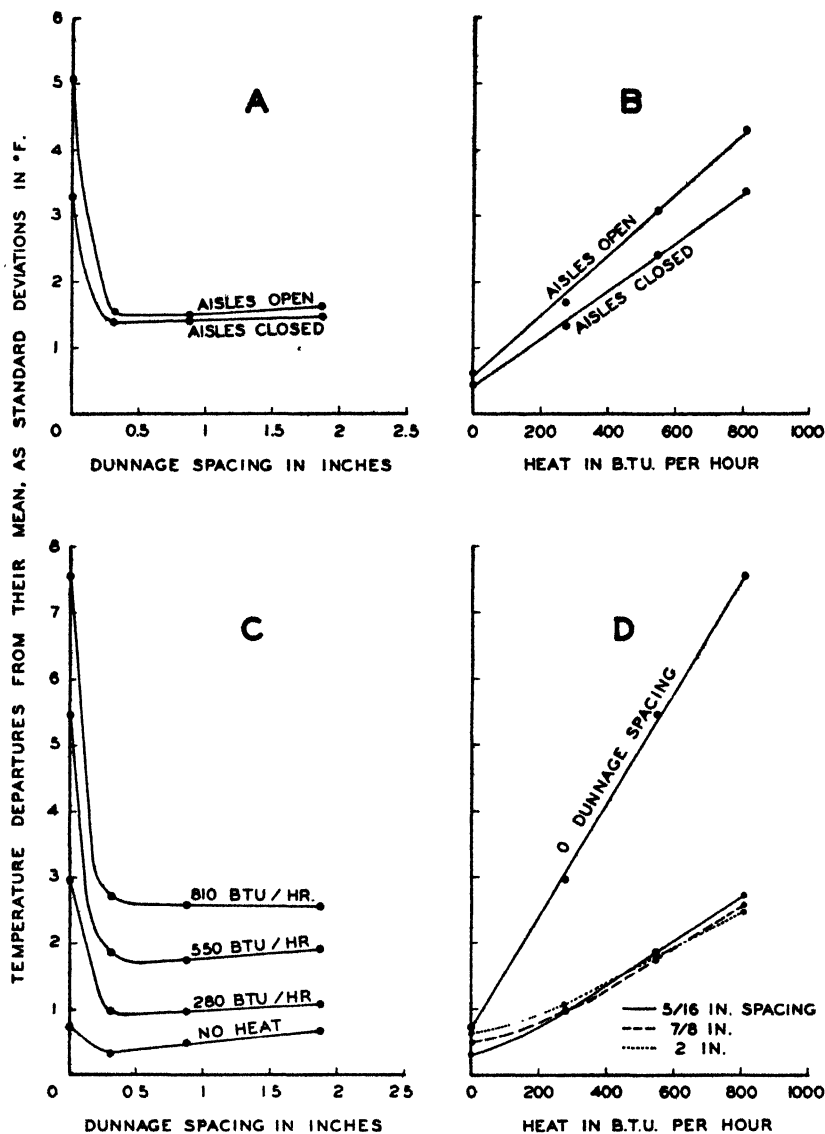 TEMPERATURE DEPARTURES FROM THEIR MEAN, AS STANDARD DEVIATIONS IN °F.
A
6
5
4
3
2
1
AISLES OPEN
AISLES CLOSED
0 0.5 1 1.5 2 2.5
DUNNAGE SPACING IN INCHES
B
AISLES OPEN
AISLES CLOSED
0 200 400 600 800 1000
HEAT IN B.T.U. PER HOUR
C
8
7
6
5
4
3
2
1
810 BTU / HR.
550 BTU / HR
280 BTU / HR
NO HEAT
0 0.5 1 1.5 2 2.5
DUNNAGE SPACING IN INCHES
D
0 DUNNAGE SPACING
5/16 IN. SPACING
7/8 IN.
2 IN.
0 200 400 600 800 1000
HEAT IN B.T.U. PER HOUR